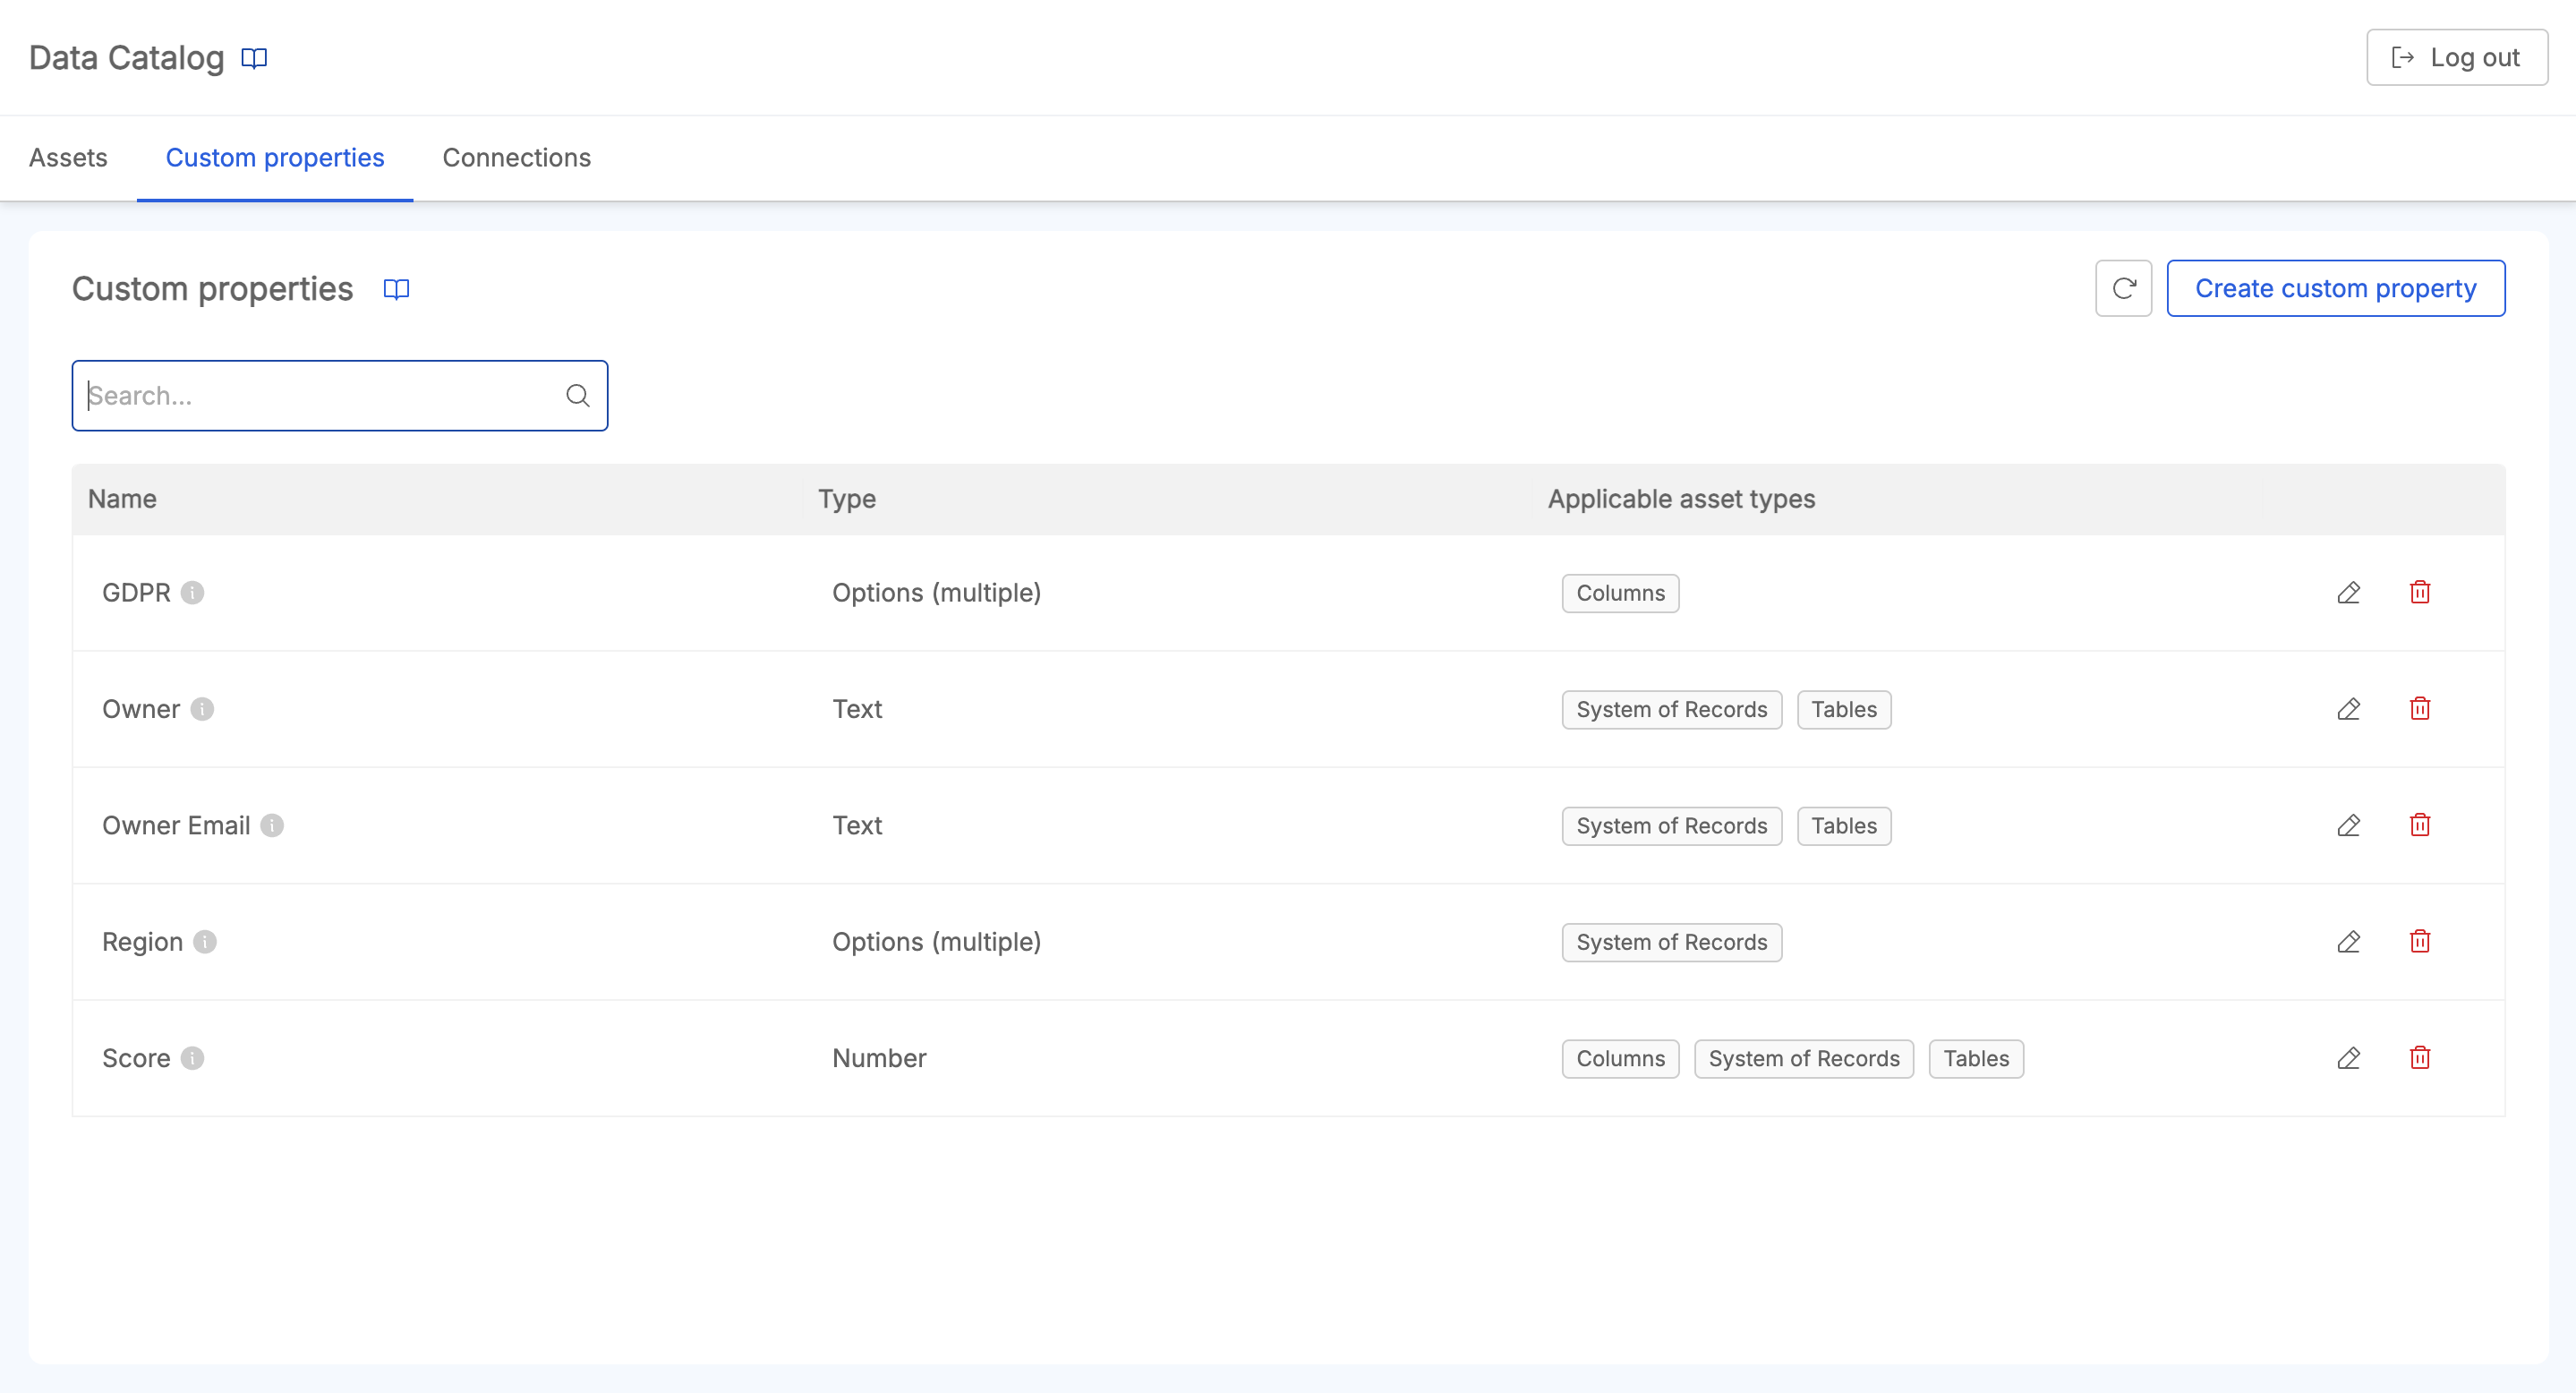 Data Catalog
Log out
Assets Custom properties Connections
Custom properties
Create custom property
Search...
Name Type Applicable asset types
GDPR Options (multiple) Columns
Owner Text System of Records Tables
Owner Email Text System of Records Tables
Region Options (multiple) System of Records
Score Number Columns System of Records Tables